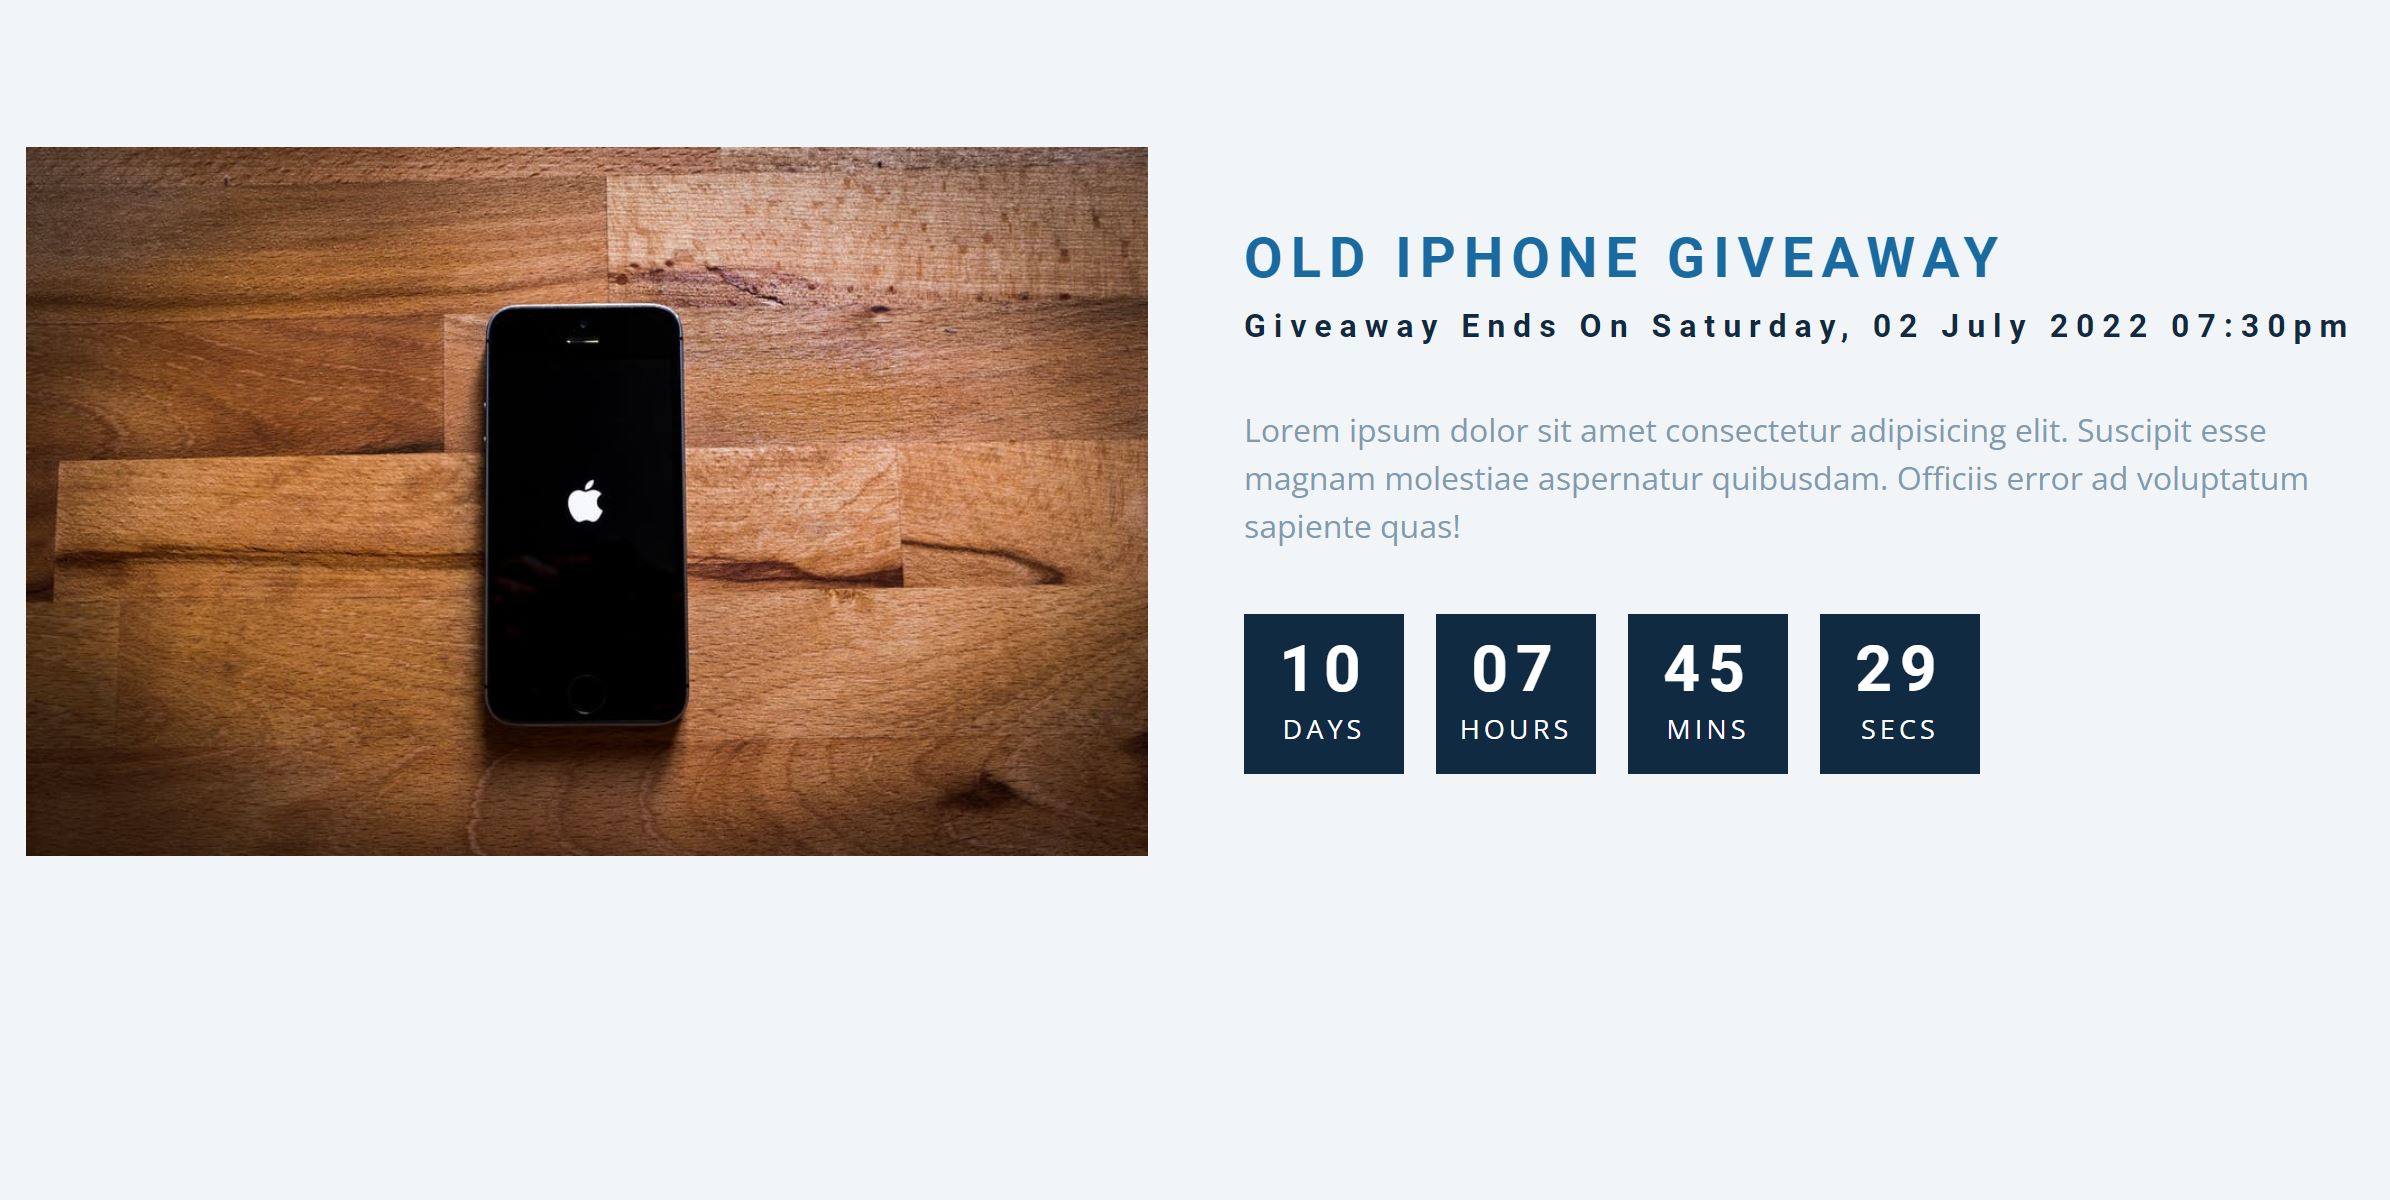 OLD IPHONE GIVEAWAY
Giveaway Ends On Saturday, 02 July 2022 07:30pm
Lorem ipsum dolor sit amet consectetur adipisicing elit. Suscipit esse
magnam molestiae aspernatur quibusdam. Officiis error ad voluptatum
sapiente quas!
10 07 45 29
DAYS HOURS MINS SECS